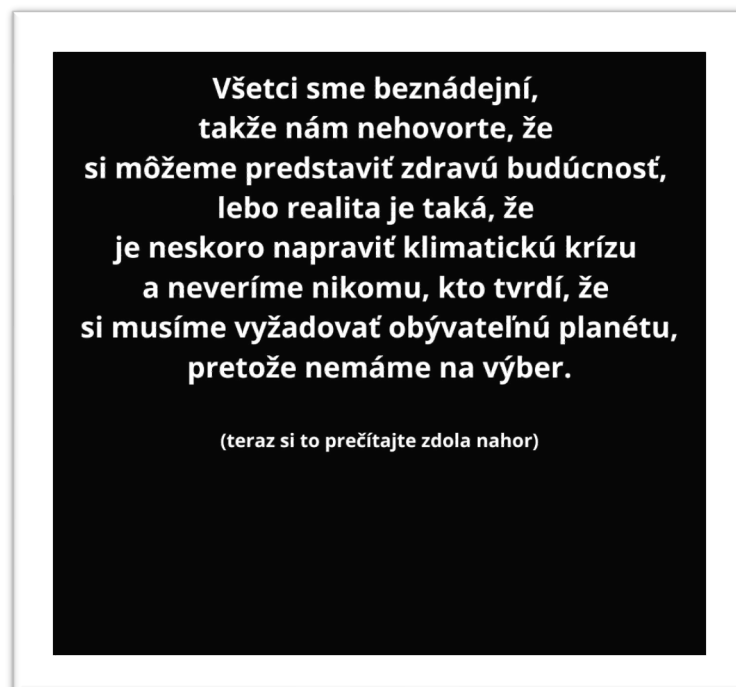 Všetci sme beznádejní,
takže nám nehovorte, že
si môžeme predstaviť zdravú budúcnosť,
lebo realita je taká, že
je neskoro napraviť klimatickú krízu
a neveríme nikomu, kto tvrdí, že
si musíme vyžadovať obývateľnú planétu,
pretože nemáme na výber.
(teraz si to prečítajte zdola nahor)